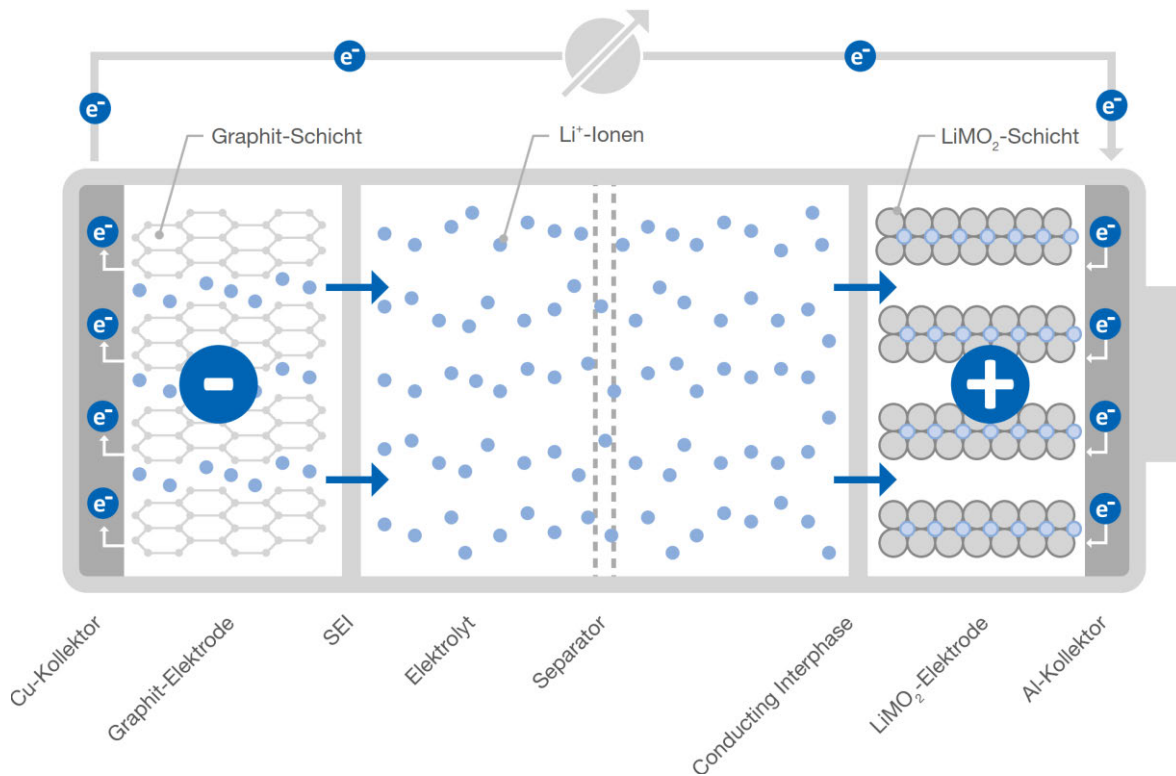 e⁻ e⁻
e⁻ e⁻
Graphit-Schicht Li⁺-Ionen LiMO₂-Schicht
e⁻ e⁻
e⁻ e⁻
- +
e⁻ e⁻
e⁻ e⁻
Cu-Kollektor
Graphit-Elektrode
SEI
Elektrolyt
Separator
Conducting Interphase
LiMO₂-Elektrode
Al-Kollektor